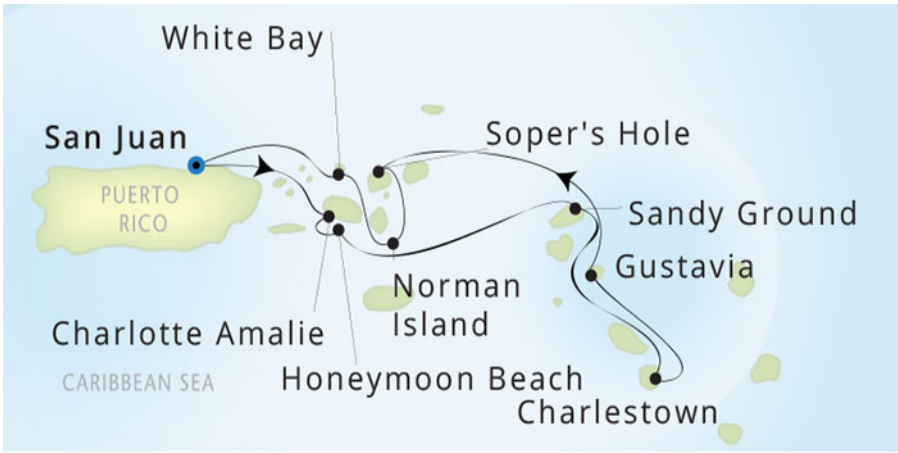 White Bay
San Juan
Soper's Hole
PUERTO
RICO
Sandy Ground
Gustavia
Norman
Island
Charlotte Amalie
CARIBBEAN SEA
Honeymoon Beach
Charlestown